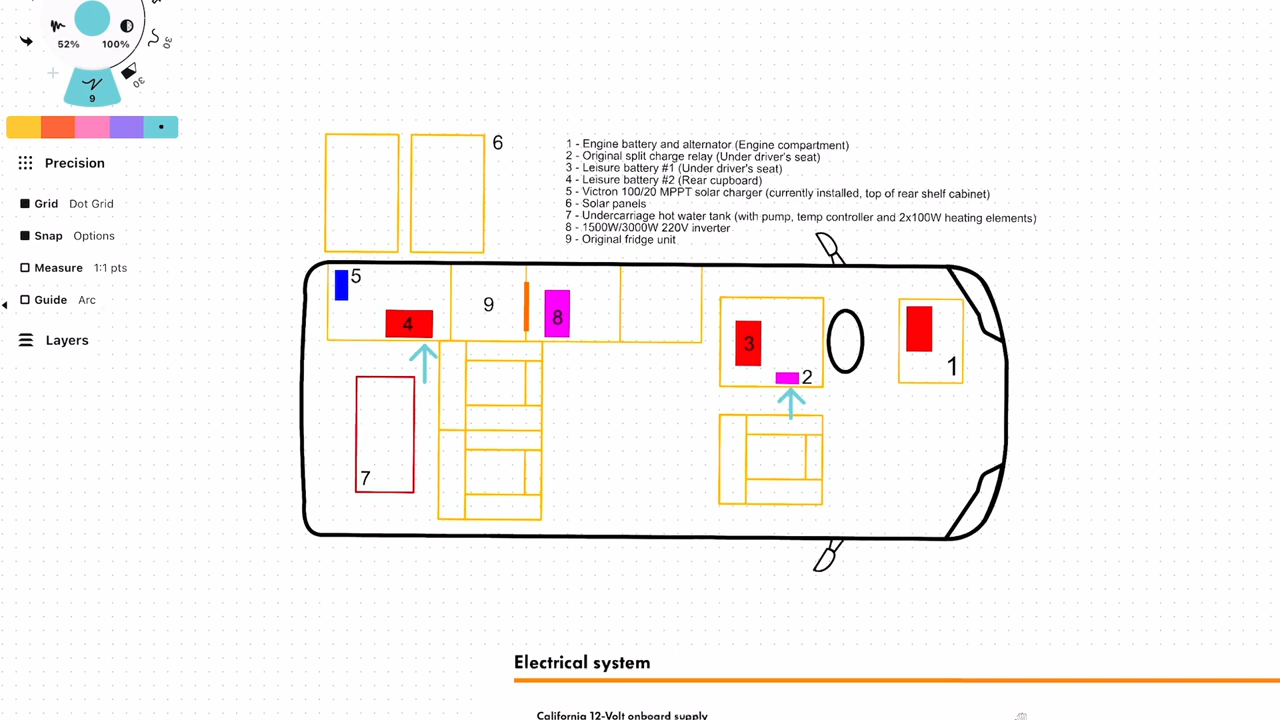 52% 100%
30
30
9
Precision
Grid Dot Grid
Snap Options
Measure 1:1 pts
Guide Arc
Layers
6
1 - Engine battery and alternator (Engine compartment)
2 - Original split charge relay (Under driver's seat)
3 - Leisure battery #1 (Under driver's seat)
4 - Leisure battery #2 (Rear cupboard)
5 - Victron 100/20 MPPT solar charger (currently installed, top of rear shelf cabinet)
6 - Solar panels
7 - Undercarriage hot water tank (with pump, temp controller and 2x100W heating elements)
8 - 1500W/3000W 220V inverter
9 - Original fridge unit
5
9
4
8
3
2
1
7
Electrical system
California 12-Volt onboard supply